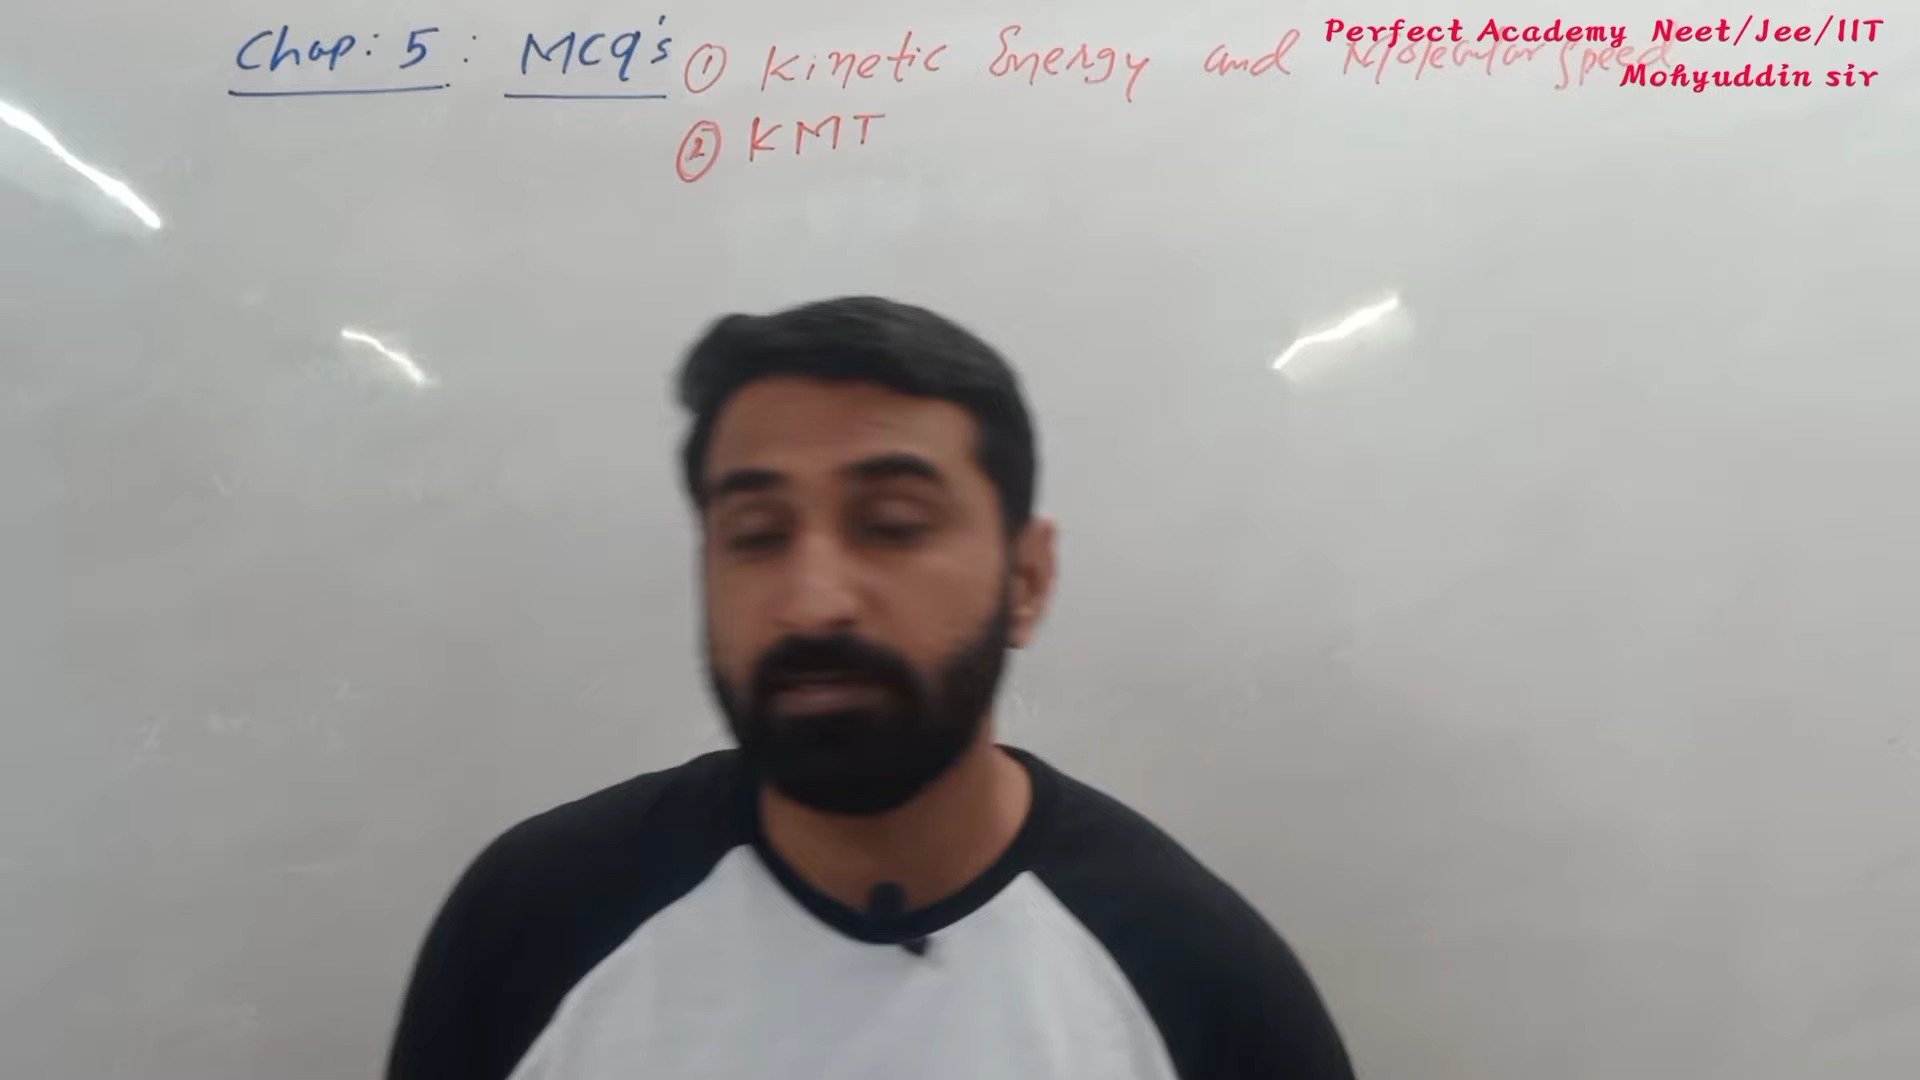 Perfect Academy Neet/Jee/IIT
Mohyuddin sir
Chap: 5 : MCQ's ① Kinetic Energy and Molecular Speed
② KMT